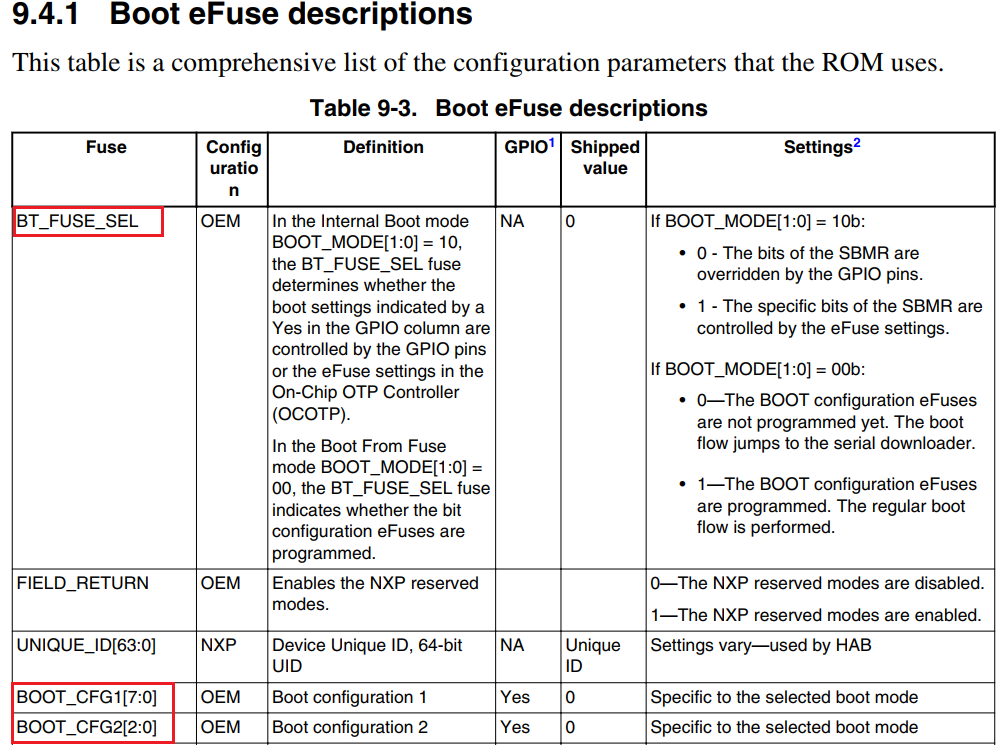 9.4.1 Boot eFuse descriptions
This table is a comprehensive list of the configuration parameters that the ROM uses.
Table 9-3. Boot eFuse descriptions
Fuse
Config
uratio
n
Definition
GPIO1
Shipped
value
Settings2
BT_FUSE_SEL
OEM
In the Internal Boot mode
BOOT_MODE[1:0] = 10,
the BT_FUSE_SEL fuse
determines whether the
boot settings indicated by a
Yes in the GPIO column are
controlled by the GPIO pins
or the eFuse settings in the
On-Chip OTP Controller
(OCOTP).
In the Boot From Fuse
mode BOOT_MODE[1:0] =
00, the BT_FUSE_SEL fuse
indicates whether the bit
configuration eFuses are
programmed.
NA
0
If BOOT_MODE[1:0] = 10b:
• 0 - The bits of the SBMR are
overridden by the GPIO pins.
• 1 - The specific bits of the SBMR are
controlled by the eFuse settings.
If BOOT_MODE[1:0] = 00b:
• 0—The BOOT configuration eFuses
are not programmed yet. The boot
flow jumps to the serial downloader.
• 1—The BOOT configuration eFuses
are programmed. The regular boot
flow is performed.
FIELD_RETURN
OEM
Enables the NXP reserved
modes.
0—The NXP reserved modes are disabled.
1—The NXP reserved modes are enabled.
UNIQUE_ID[63:0]
NXP
Device Unique ID, 64-bit
UID
NA
Unique
ID
Settings vary—used by HAB
BOOT_CFG1[7:0]
OEM
Boot configuration 1
Yes
0
Specific to the selected boot mode
BOOT_CFG2[2:0]
OEM
Boot configuration 2
Yes
0
Specific to the selected boot mode